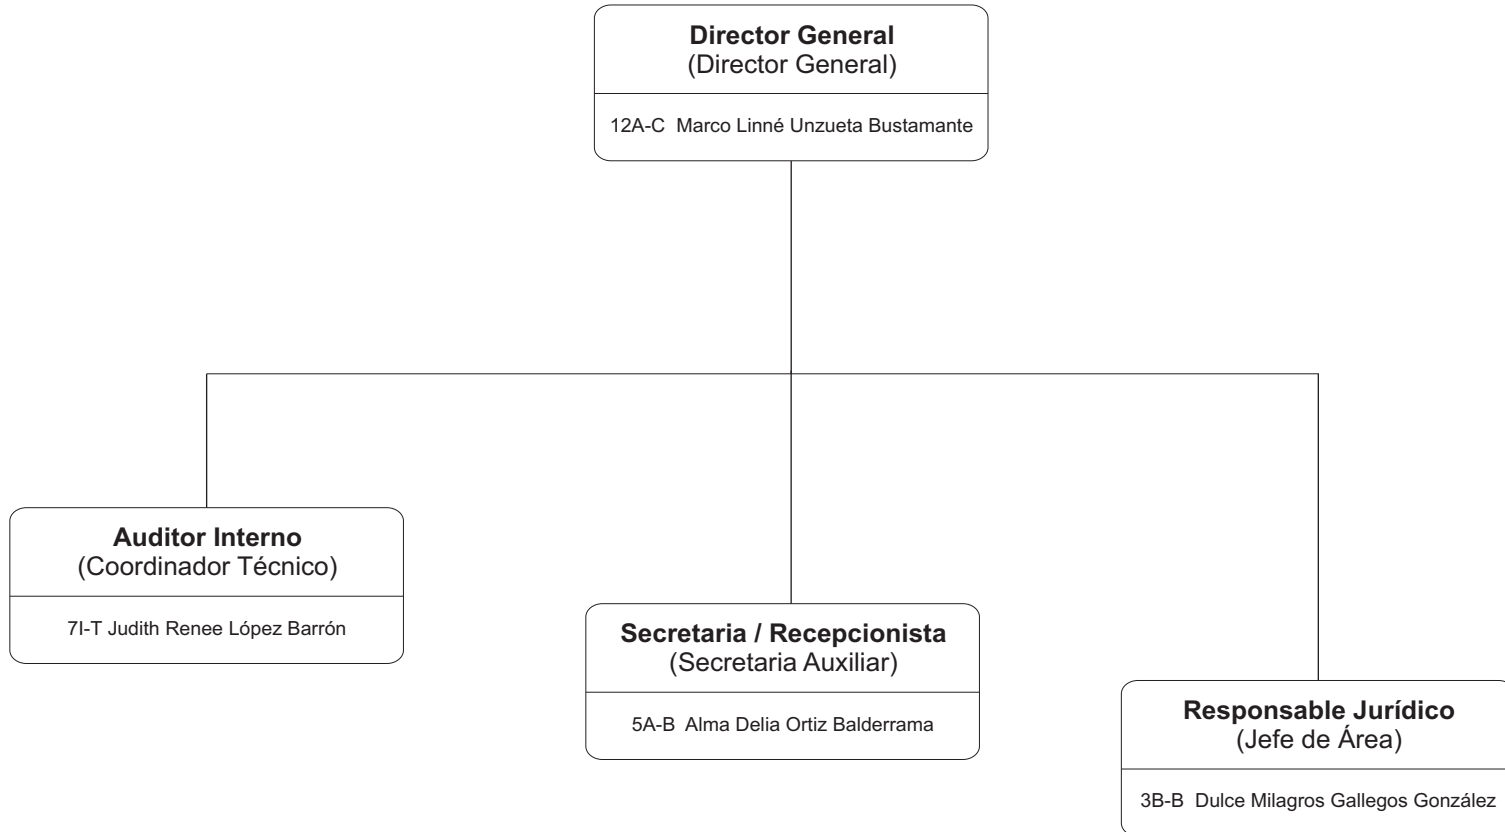 Director General
(Director General)
12A-C Marco Linné Unzueta Bustamante
Auditor Interno
(Coordinador Técnico)
7I-T Judith Renee López Barrón
Secretaria / Recepcionista
(Secretaria Auxiliar)
5A-B Alma Delia Ortiz Balderrama
Responsable Jurídico
(Jefe de Área)
3B-B Dulce Milagros Gallegos González